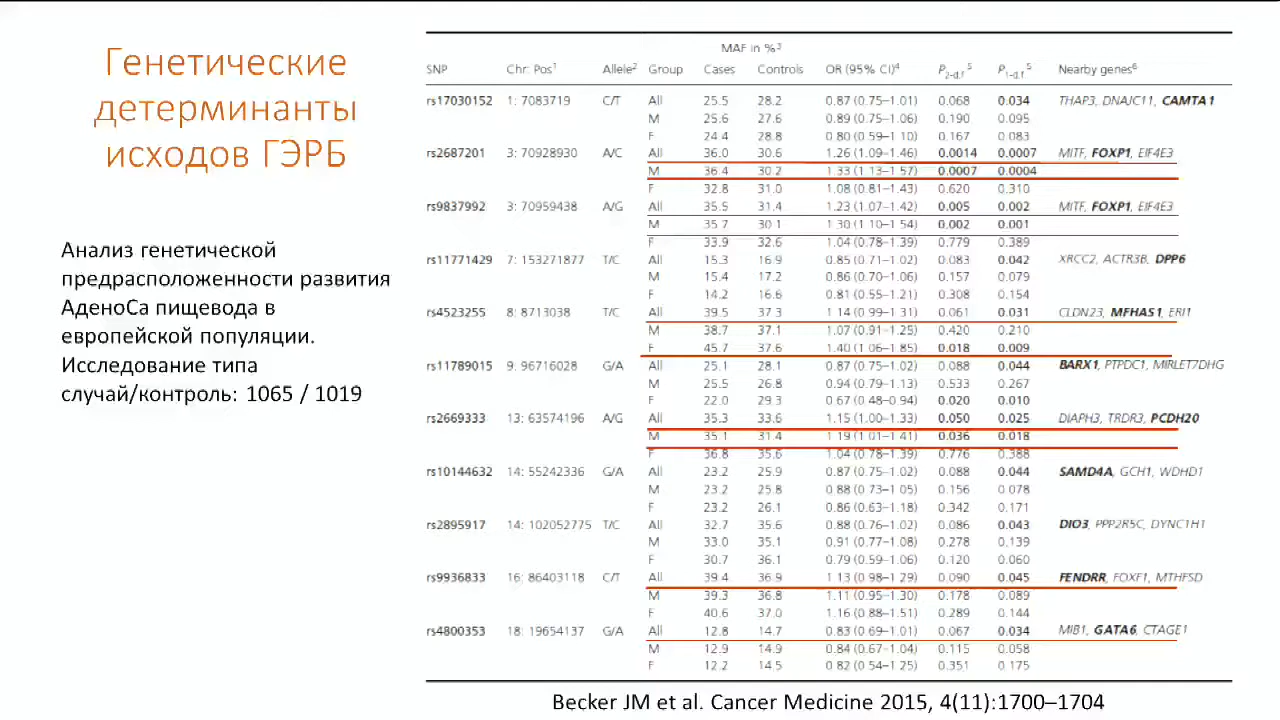 Генетические
детерминанты
исходов ГЭРБ
Анализ генетической
предрасположенности развития
АденоСа пищевода в
европейской популяции.
Исследование типа
случай/контроль: 1065 / 1019
MAF in %³
SNP Chr: Pos¹ Allele² Group Cases Controls OR (95% CI)⁴ P2-d.f.⁵ P1-d.f.⁵ Nearby genes⁶
rs17030152 1: 7083719 C/T All 25.5 28.2 0.87 (0.75–1.01) 0.068 0.034 THAP3, DNAJC11, CAMTA1
M 25.6 27.6 0.89 (0.75–1.06) 0.190 0.095
F 24.4 28.8 0.80 (0.59–1.10) 0.167 0.083
rs2687201 3: 70928930 A/C All 36.0 30.6 1.26 (1.09–1.46) 0.0014 0.0007 MITF, FOXP1, EIF4E3
M 36.4 30.2 1.33 (1.13–1.57) 0.0007 0.0004
F 32.8 31.0 1.08 (0.81–1.43) 0.620 0.310
rs9837992 3: 70959438 A/G All 35.5 31.4 1.23 (1.07–1.42) 0.005 0.002 MITF, FOXP1, EIF4E3
M 35.7 30.1 1.30 (1.10–1.54) 0.002 0.001
F 33.9 32.6 1.04 (0.78–1.39) 0.779 0.389
rs11771429 7: 153271877 T/C All 15.3 16.9 0.85 (0.71–1.02) 0.083 0.042 XRCC2, ACTR3B, DPP6
M 15.4 17.2 0.86 (0.70–1.06) 0.157 0.079
F 14.2 16.6 0.81 (0.55–1.21) 0.308 0.154
rs4523255 8: 8713038 T/C All 39.5 37.3 1.14 (0.99–1.31) 0.061 0.031 CLDN23, MFHAS1, ERI1
M 38.7 37.1 1.07 (0.91–1.25) 0.420 0.210
F 45.7 37.6 1.40 (1.06–1.85) 0.018 0.009
rs11789015 9: 96716028 G/A All 25.1 28.1 0.87 (0.75–1.02) 0.088 0.044 BARX1, PTPDC1, MIRLET7DHG
M 25.5 26.8 0.94 (0.79–1.13) 0.533 0.267
F 22.0 29.3 0.67 (0.48–0.94) 0.020 0.010
rs2669333 13: 63574196 A/G All 35.3 33.6 1.15 (1.00–1.33) 0.050 0.025 DIAPH3, TRDR3, PCDH20
M 35.1 31.4 1.19 (1.01–1.41) 0.036 0.018
F 36.8 35.6 1.04 (0.78–1.39) 0.776 0.388
rs10144632 14: 55242336 G/A All 23.2 25.9 0.87 (0.75–1.02) 0.088 0.044 SAMD4A, GCH1, WDHD1
M 23.2 25.8 0.88 (0.73–1.05) 0.156 0.078
F 23.2 26.1 0.86 (0.63–1.18) 0.342 0.171
rs2895917 14: 102052775 T/C All 32.7 35.6 0.88 (0.76–1.02) 0.086 0.043 DIO3, PPP2R5C, DYNC1H1
M 33.0 35.1 0.91 (0.77–1.08) 0.278 0.139
F 30.7 36.1 0.79 (0.59–1.06) 0.120 0.060
rs9936833 16: 86403118 C/T All 39.4 36.9 1.13 (0.98–1.29) 0.090 0.045 FENDRR, FOXF1, MTHFSD
M 39.3 36.8 1.11 (0.95–1.30) 0.178 0.089
F 40.6 37.0 1.16 (0.88–1.51) 0.289 0.144
rs4800353 18: 19654137 G/A All 12.8 14.7 0.83 (0.69–1.01) 0.067 0.034 MIB1, GATA6, CTAGE1
M 12.9 14.9 0.84 (0.67–1.04) 0.115 0.058
F 12.2 14.5 0.82 (0.54–1.25) 0.351 0.175
Becker JM et al. Cancer Medicine 2015, 4(11):1700–1704